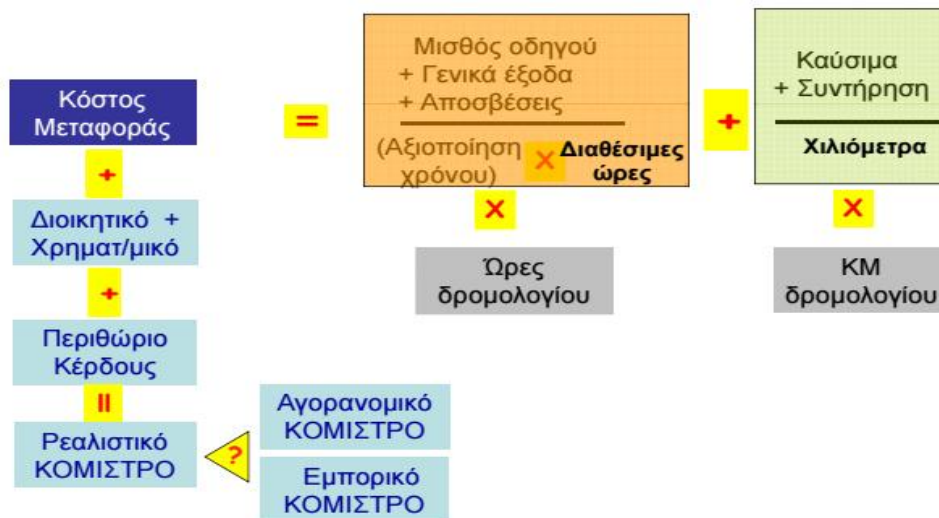 Κόστος
Μεταφοράς
=
Μισθός οδηγού
+ Γενικά έξοδα
+ Αποσβέσεις
(Αξιοποίηση
χρόνου)
×
Διαθέσιμες
ώρες
+
Καύσιμα
+ Συντήρηση
Χιλιόμετρα
×
Ώρες
δρομολογίου
×
ΚΜ
δρομολογίου
+
Διοικητικό +
Χρηματ/μικό
+
Περιθώριο
Κέρδους
=
Ρεαλιστικό
ΚΟΜΙΣΤΡΟ
?
Αγορανομικό
ΚΟΜΙΣΤΡΟ
Εμπορικό
ΚΟΜΙΣΤΡΟ